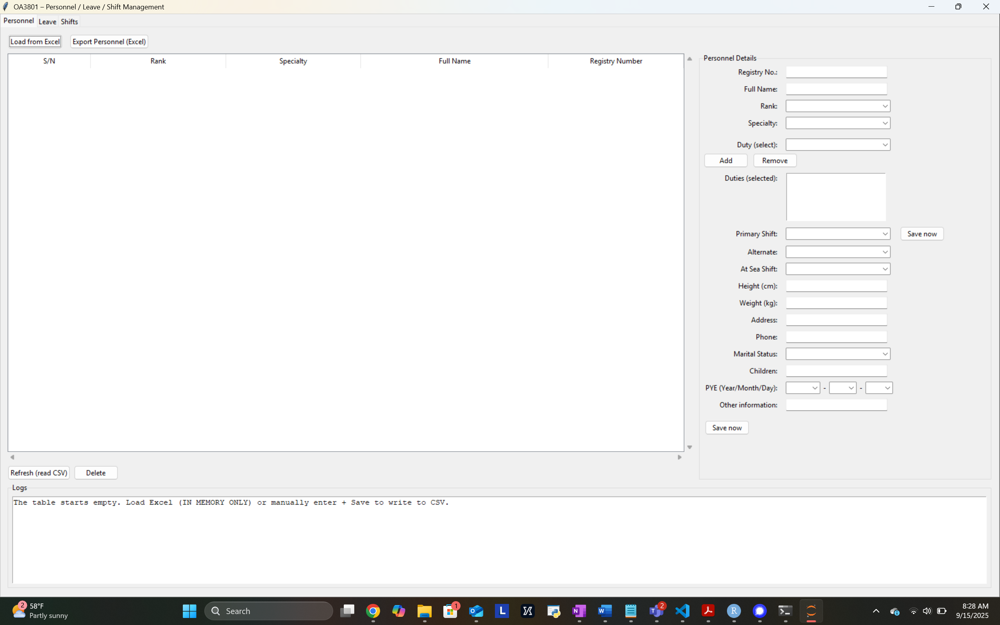 OA3801 – Personnel / Leave / Shift Management
Personnel Leave Shifts
Load from Excel Export Personnel (Excel)
S/N Rank Specialty Full Name Registry Number
Personnel Details
Registry No.:
Full Name:
Rank:
Specialty:
Duty (select):
Add Remove
Duties (selected):
Primary Shift: Save now
Alternate:
At Sea Shift:
Height (cm):
Weight (kg):
Address:
Phone:
Marital Status:
Children:
PYE (Year/Month/Day): - -
Other information:
Save now
Refresh (read CSV) Delete
Logs
The table starts empty. Load Excel (IN MEMORY ONLY) or manually enter + Save to write to CSV.
2 58°F
Partly sunny
Search
1
L
N
W
T 2
R
8:28 AM
9/15/2025